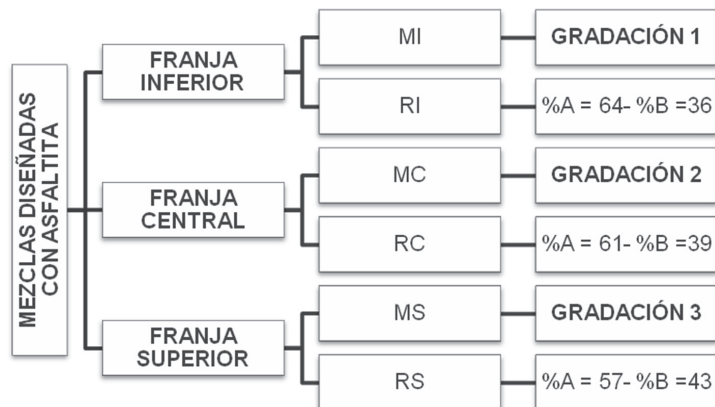 MEZCLAS DISEÑADAS
CON ASFALTITA
FRANJA
INFERIOR
MI
GRADACIÓN 1
RI
%A = 64- %B =36
FRANJA
CENTRAL
MC
GRADACIÓN 2
RC
%A = 61- %B =39
FRANJA
SUPERIOR
MS
GRADACIÓN 3
RS
%A = 57- %B =43